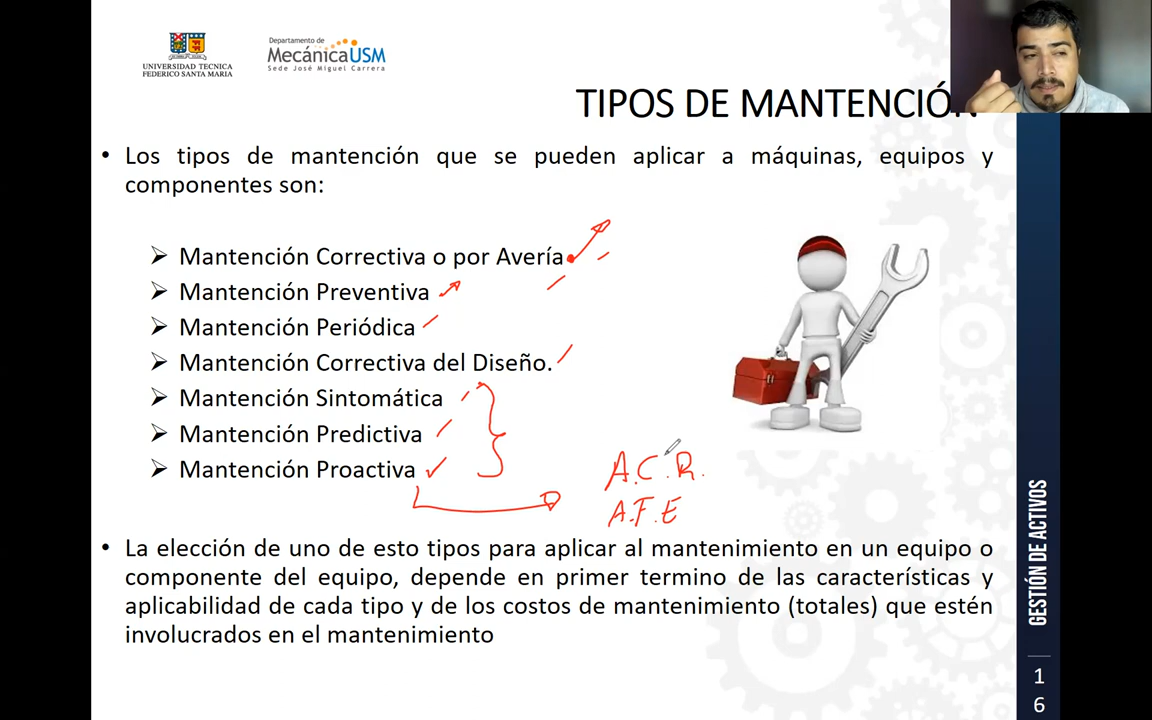 UNIVERSIDAD TECNICA
FEDERICO SANTA MARIA
Departamento de
MecánicaUSM
Sede José Miguel Carrera
TIPOS DE MANTENCIÓN
• Los tipos de mantención que se pueden aplicar a máquinas, equipos y
componentes son:
Mantención Correctiva o por Avería
Mantención Preventiva
Mantención Periódica
Mantención Correctiva del Diseño.
Mantención Sintomática
Mantención Predictiva
Mantención Proactiva
A.C.R.
A.F.E
• La elección de uno de esto tipos para aplicar al mantenimiento en un equipo o
componente del equipo, depende en primer termino de las características y
aplicabilidad de cada tipo y de los costos de mantenimiento (totales) que estén
involucrados en el mantenimiento
GESTIÓN DE ACTIVOS
1
6